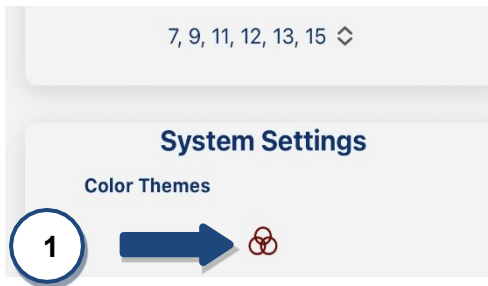 7, 9, 11, 12, 13, 15
System Settings
Color Themes
1